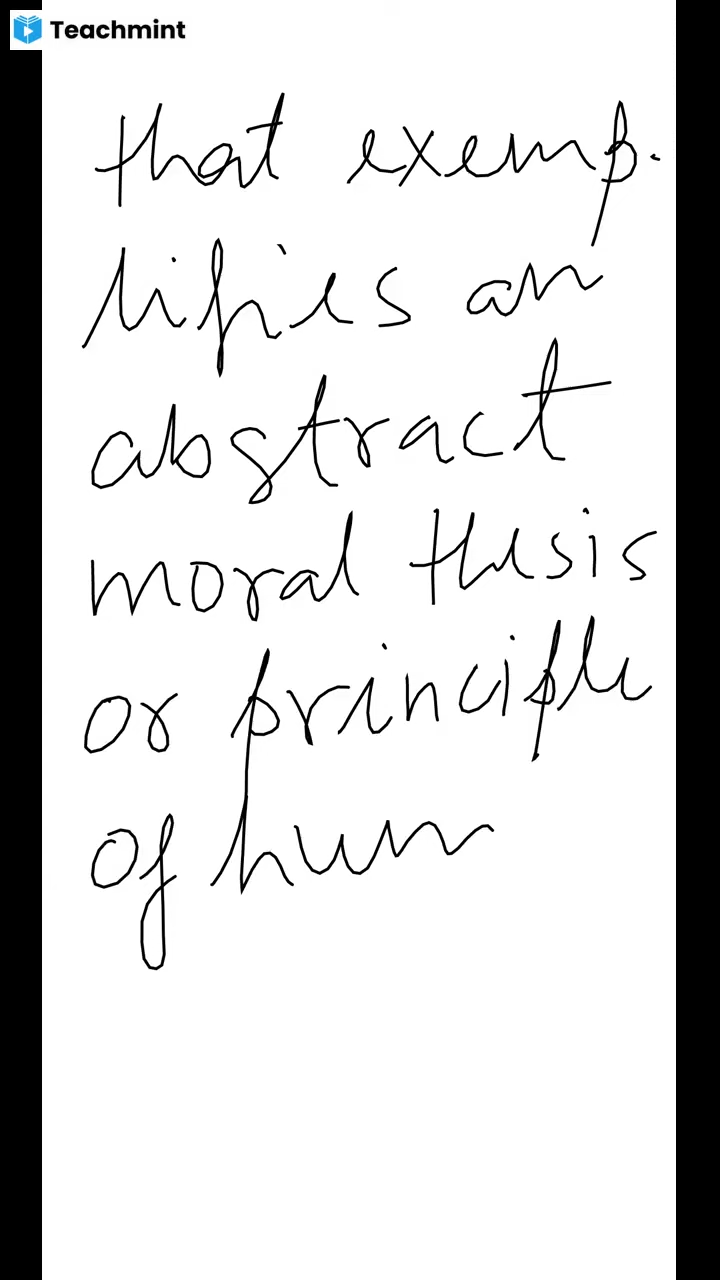 Teachmint
that exemp-
lifies an
abstract
moral thesis
or principle
of hum